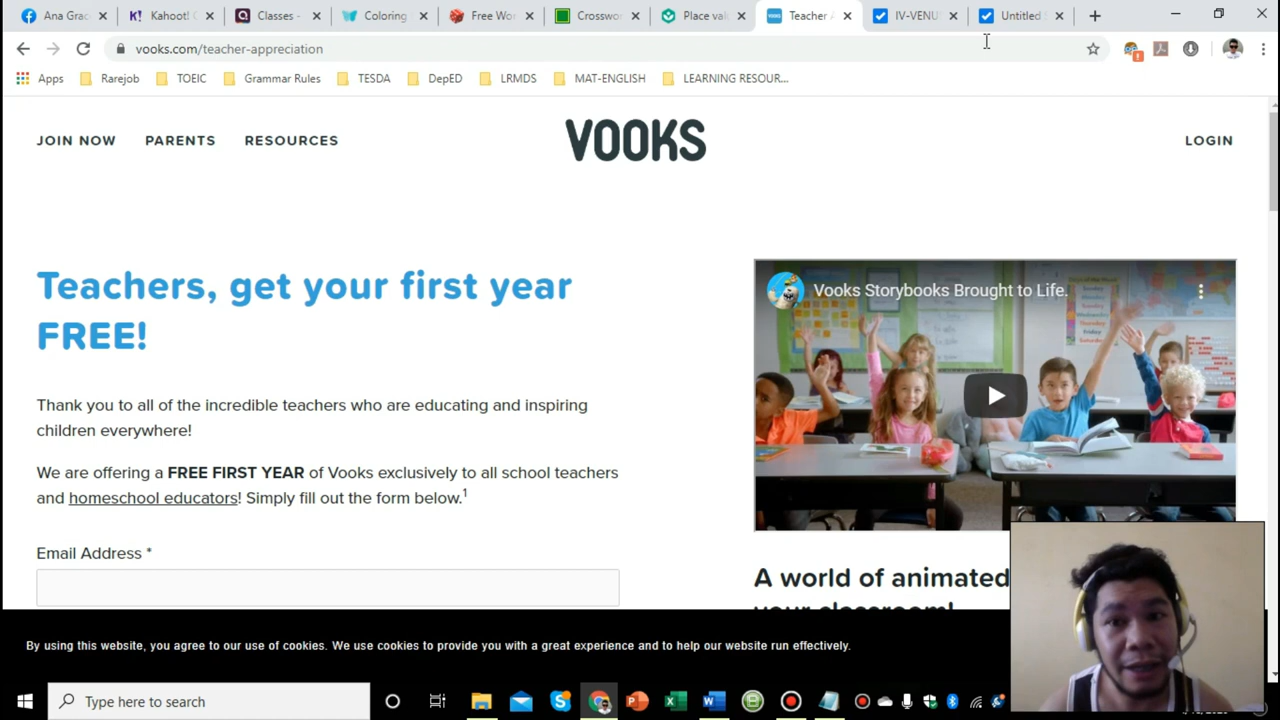 Ana Grac
Kahoot!
Classes -
Coloring
Free Wor
Crosswor
Place valu
Teacher A
IV-VENU
Untitled
vooks.com/teacher-appreciation
Apps
Rarejob
TOEIC
Grammar Rules
TESDA
DepED
LRMDS
MAT-ENGLISH
LEARNING RESOUR...
JOIN NOW
PARENTS
RESOURCES
VOOKS
LOGIN
Teachers, get your first year
FREE!
Thank you to all of the incredible teachers who are educating and inspiring
children everywhere!
We are offering a FREE FIRST YEAR of Vooks exclusively to all school teachers
and homeschool educators! Simply fill out the form below.1
Email Address *
Vooks Storybooks Brought to Life.
A world of animated
your classroom!
By using this website, you agree to our use of cookies. We use cookies to provide you with a great experience and to help our website run effectively.
Type here to search